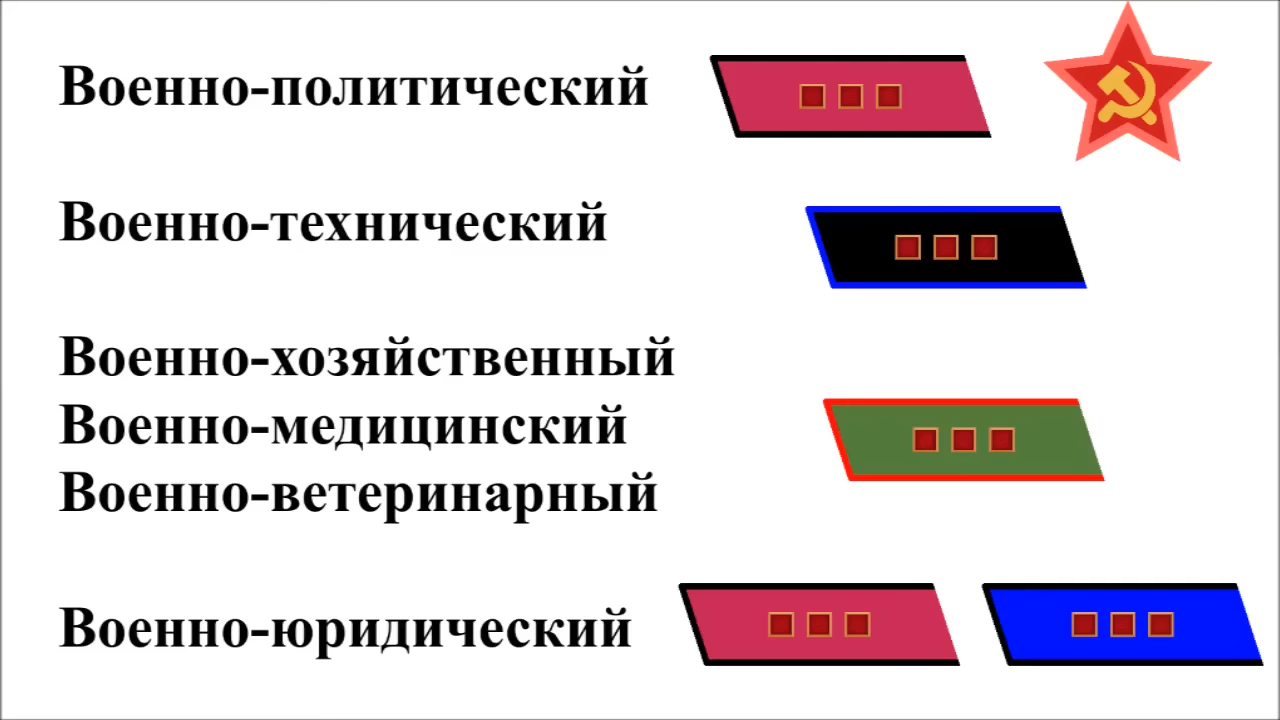 Военно-политический
Военно-технический
Военно-хозяйственный
Военно-медицинский
Военно-ветеринарный
Военно-юридический